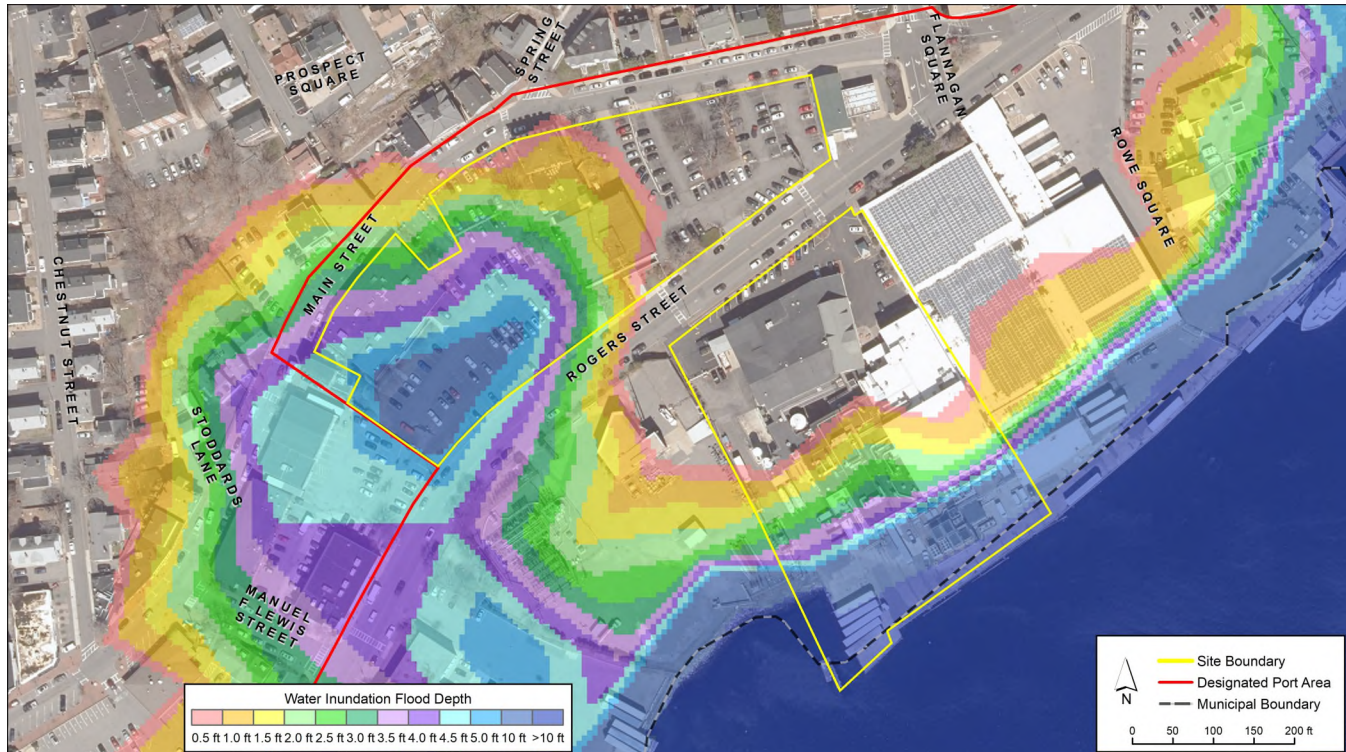 SPRING
STREET
FLANNAGAN
SQUARE
PROSPECT
SQUARE
ROWE SQUARE
MAIN STREET
CHESTNUT STREET
ROGERS STREET
STODDARDS
LANE
MANUEL
F LEWIS
STREET
Water Inundation Flood Depth
0.5 ft 1.0 ft 1.5 ft 2.0 ft 2.5 ft 3.0 ft 3.5 ft 4.0 ft 4.5 ft 5.0 ft 10 ft >10 ft
Site Boundary
Designated Port Area
Municipal Boundary
N
0 50 100 150 200 ft